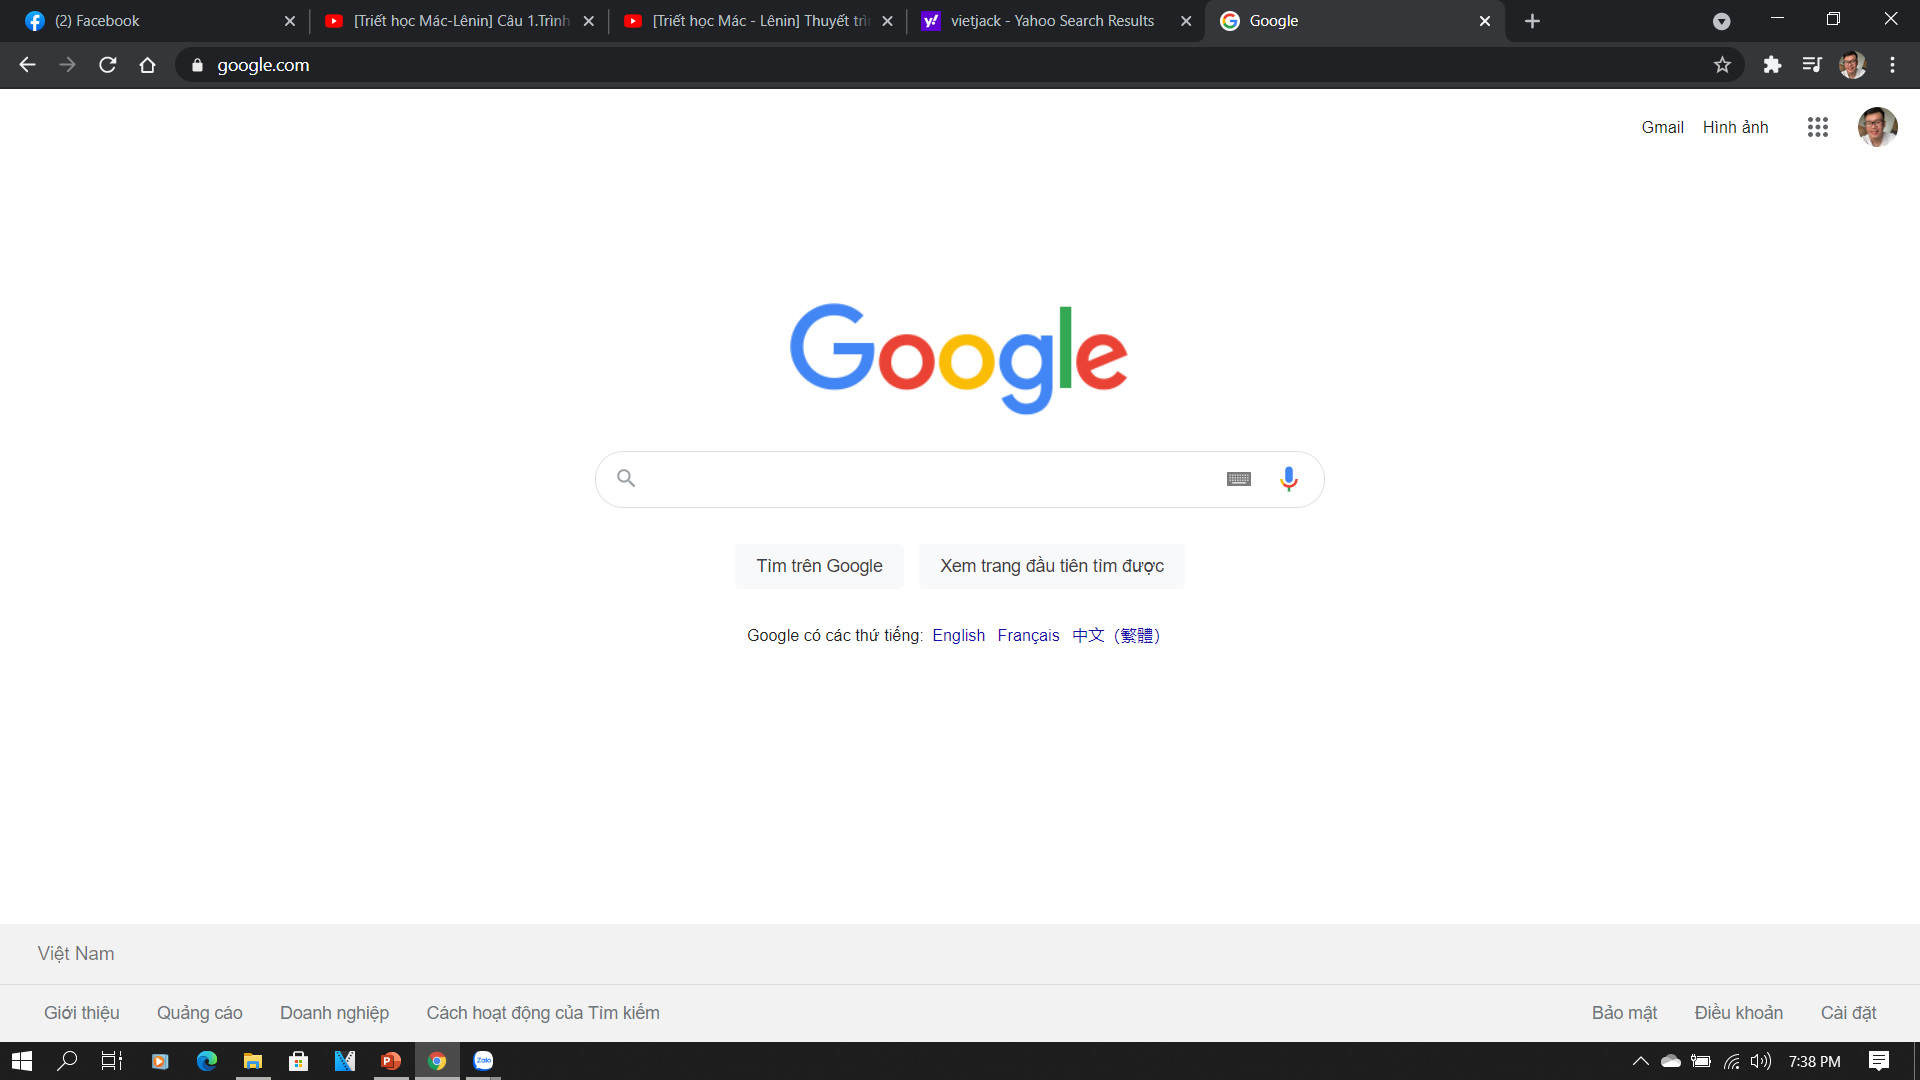 (2) Facebook
[Triết học Mác-Lênin] Câu 1.Trình
[Triết học Mác - Lênin] Thuyết trì
vietjack - Yahoo Search Results
Google
google.com
Gmail
Hình ảnh
Google
Tìm trên Google
Xem trang đầu tiên tìm được
Google có các thứ tiếng: English Français 中文 (繁體)
Việt Nam
Giới thiệu
Quảng cáo
Doanh nghiệp
Cách hoạt động của Tìm kiếm
Bảo mật
Điều khoản
Cài đặt
Zalo
7:38 PM